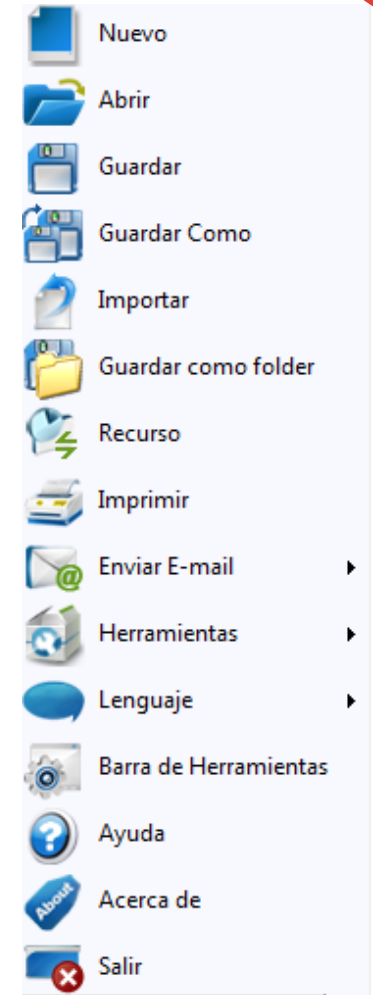 Nuevo
Abrir
Guardar
Guardar Como
Importar
Guardar como folder
Recurso
Imprimir
Enviar E-mail
Herramientas
Lenguaje
Barra de Herramientas
Ayuda
About
Acerca de
Salir